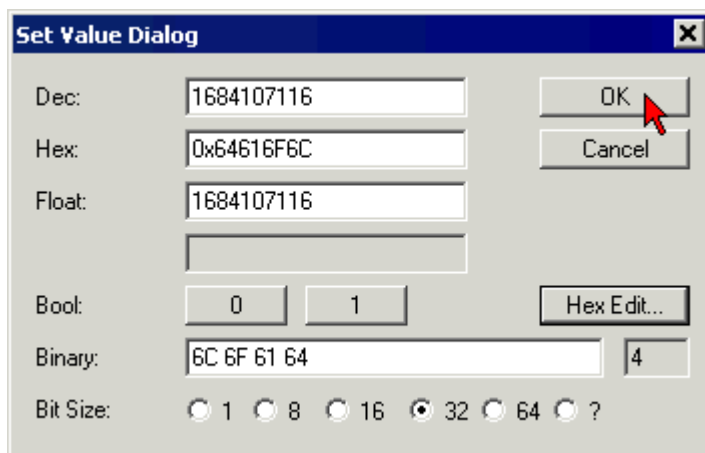 Set Value Dialog
Dec: 1684107116 OK
Hex: 0x64616F6C Cancel
Float: 1684107116
Bool: 0 1 Hex Edit...
Binary: 6C 6F 61 64 4
Bit Size: 1 8 16 32 64 ?